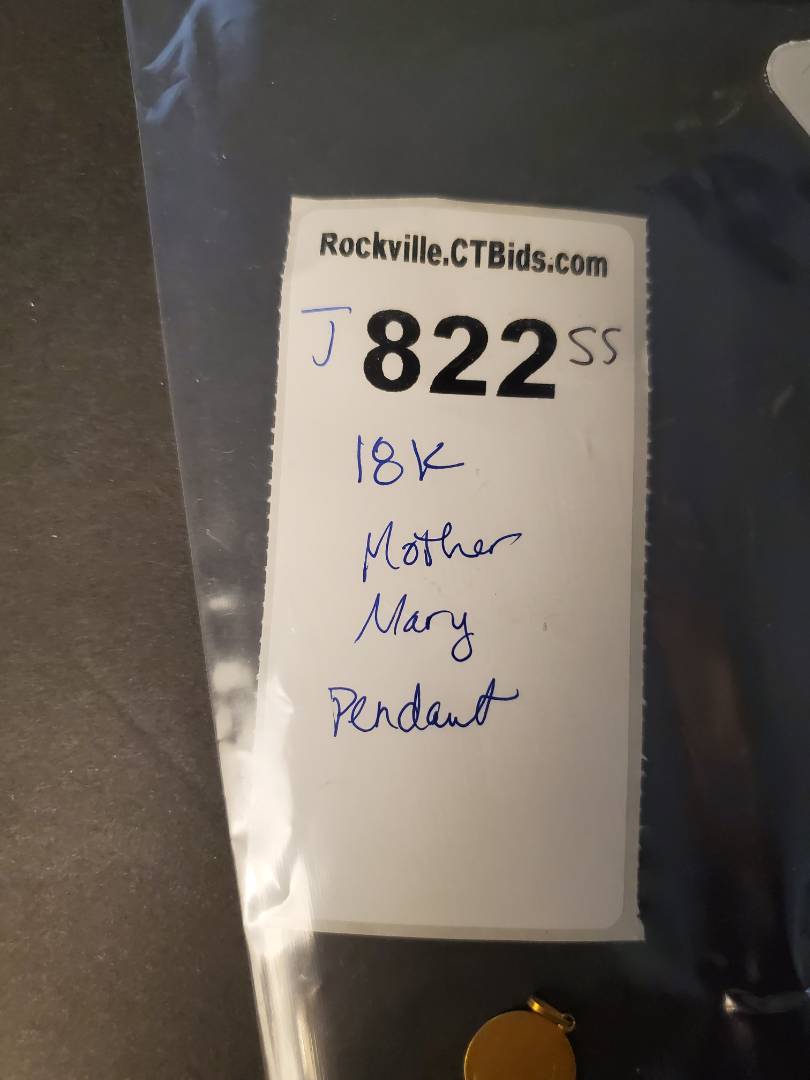 Rockville.CTBids.com
J 822 SS
18K
Mother
Mary
Pendant